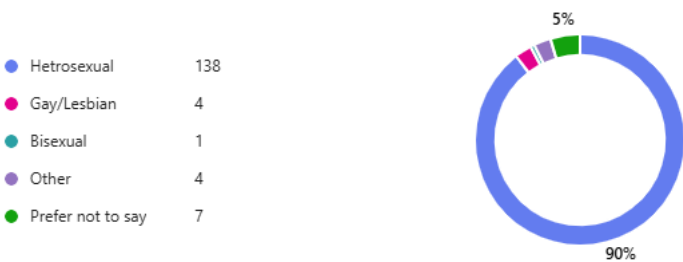 5%
Hetrosexual 138
Gay/Lesbian 4
Bisexual 1
Other 4
Prefer not to say 7
90%